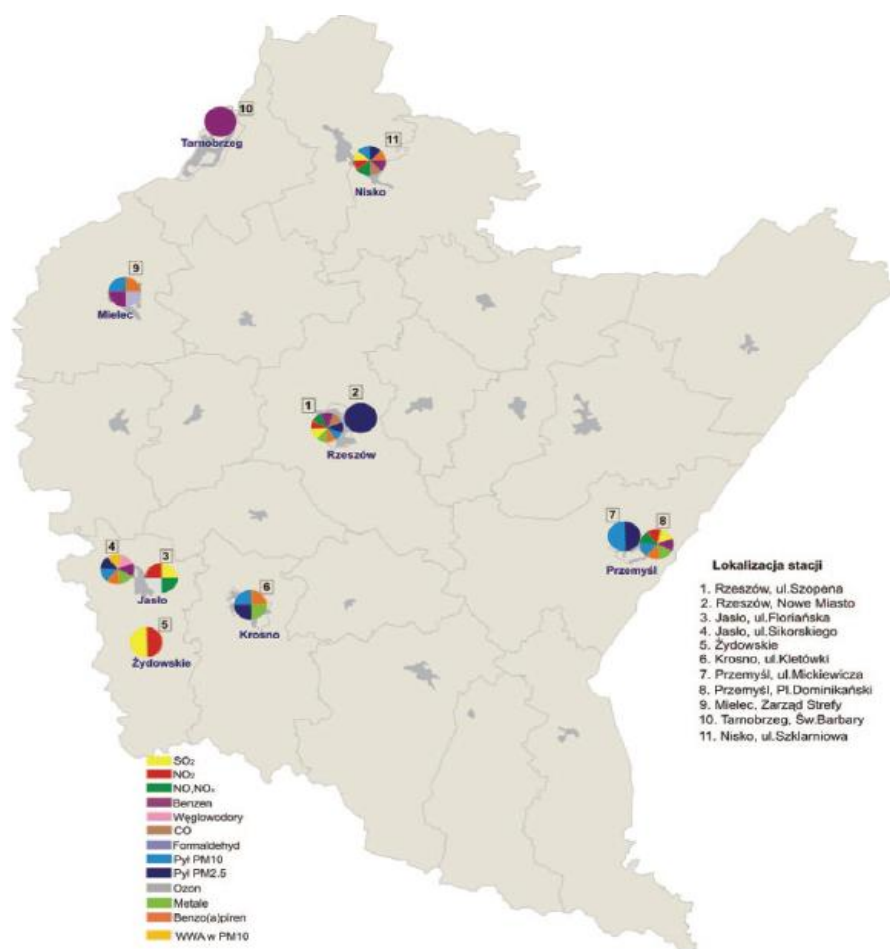 10
Tarnobrzeg
11
Nisko
9
Mielec
1
2
Rzeszów
7
8
Przemyśl
4
3
Jasło
6
Krosno
5
Żydowskie
Lokalizacja stacji
1. Rzeszów, ul.Szopena
2. Rzeszów, Nowe Miasto
3. Jasło, ul.Floriańska
4. Jasło, ul.Sikorskiego
5. Żydowskie
6. Krosno, ul.Kletówki
7. Przemyśl, ul.Mickiewicza
8. Przemyśl, Pl.Dominikański
9. Mielec, Zarząd Strefy
10. Tarnobrzeg, Św.Barbary
11. Nisko, ul.Szklarniowa
SO₂
NO₂
NO,NOₓ
Benzen
Węglowodory
CO
Formaldehyd
Pył PM10
Pył PM2.5
Ozon
Metale
Benzo(a)piren
WWA w PM10